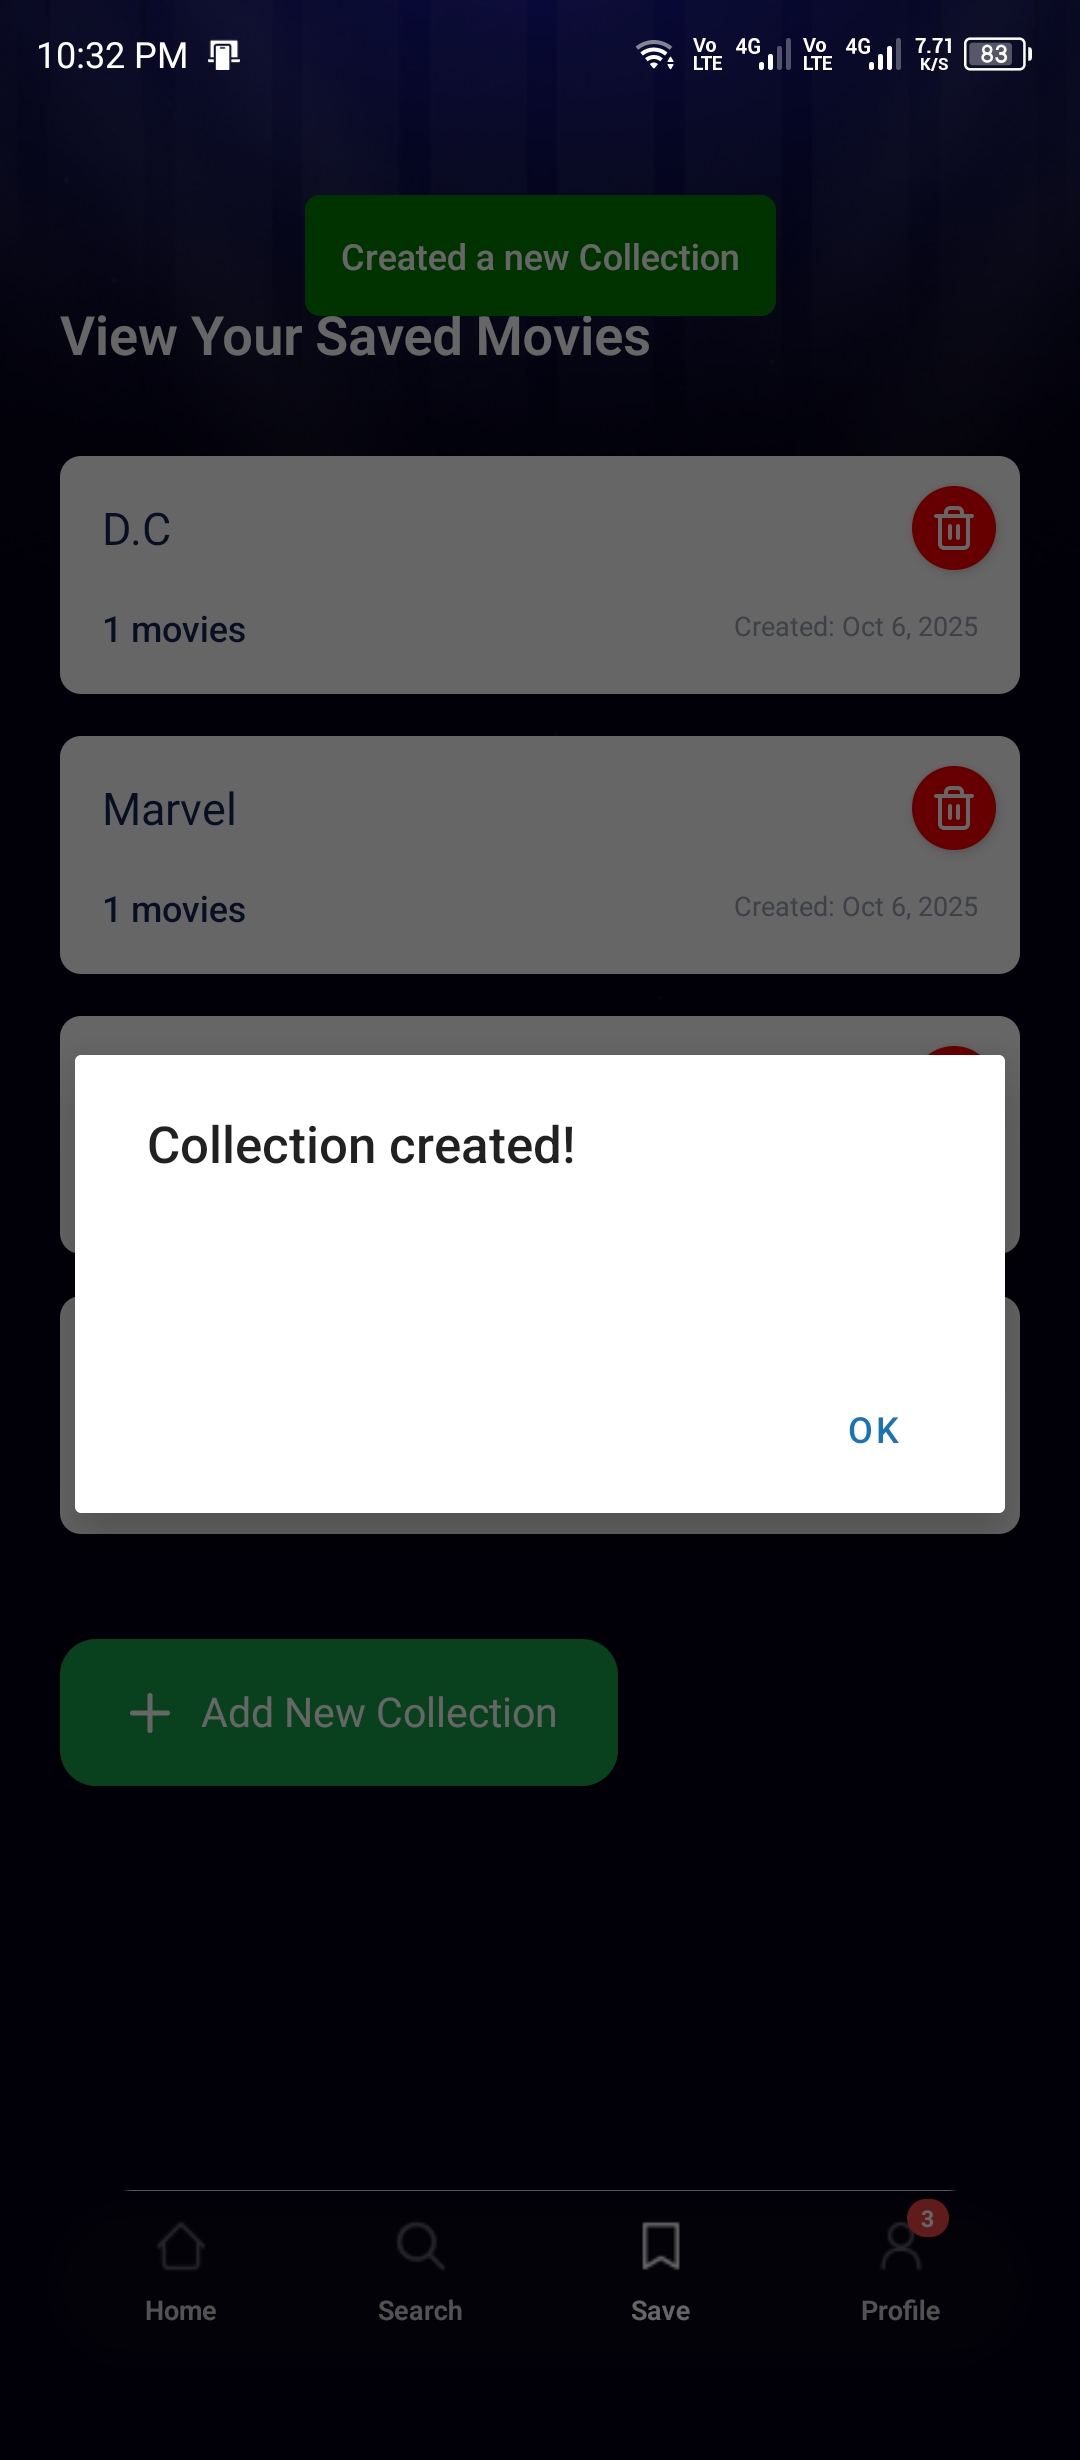 10:32 PM
Vo LTE 4G Vo LTE 4G 7.71 K/S 83
Created a new Collection
View Your Saved Movies
D.C
1 movies
Created: Oct 6, 2025
Marvel
1 movies
Created: Oct 6, 2025
Collection created!
OK
Add New Collection
3
Home
Search
Save
Profile